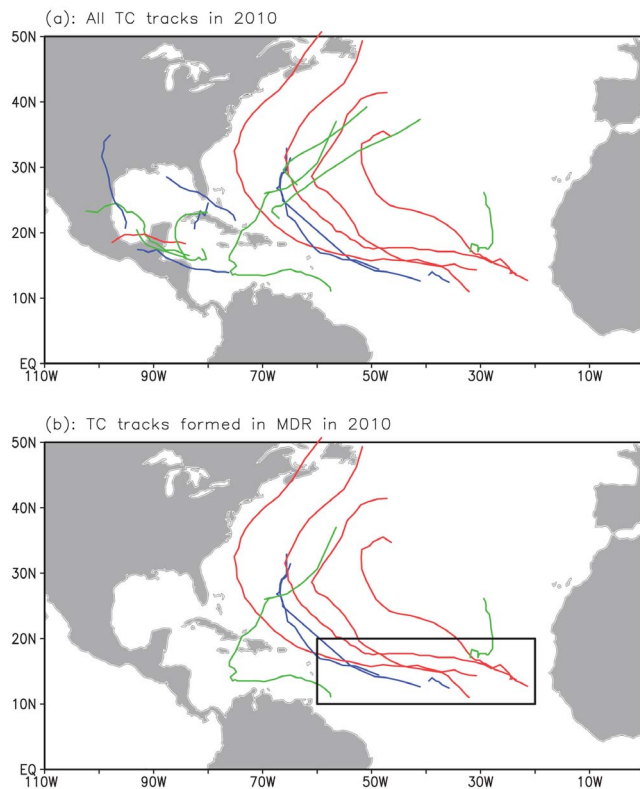 (a): All TC tracks in 2010
50N
40N
30N
20N
10N
EQ
110W 90W 70W 50W 30W 10W
(b): TC tracks formed in MDR in 2010
50N
40N
30N
20N
10N
EQ
110W 90W 70W 50W 30W 10W